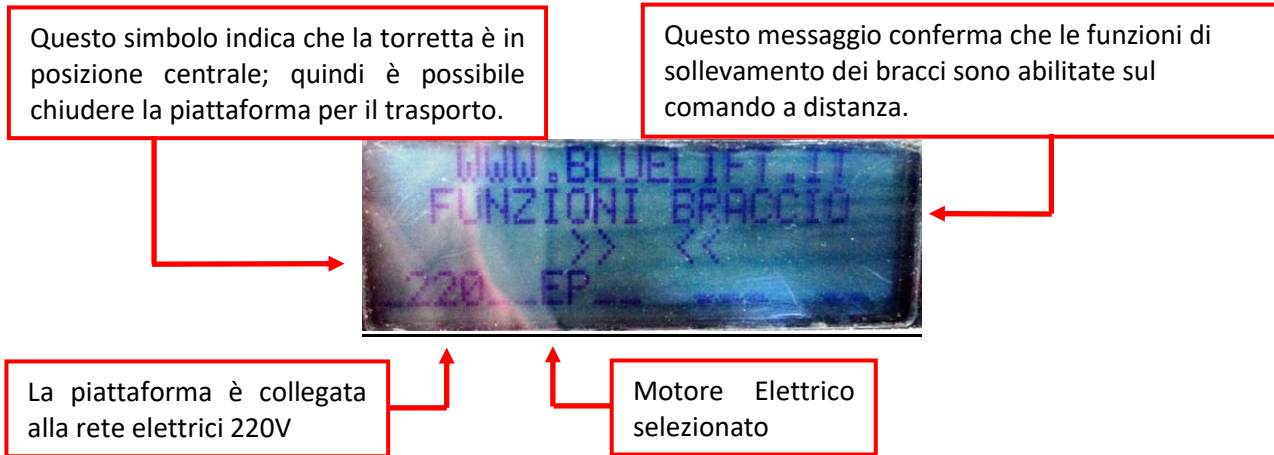 Questo simbolo indica che la torretta è in
posizione centrale; quindi è possibile
chiudere la piattaforma per il trasporto.
Questo messaggio conferma che le funzioni di
sollevamento dei bracci sono abilitate sul
comando a distanza.
WWW.BLUELIFT.IT
FUNZIONI BRACCIO
>> <<
_220__EP__ ____ __
La piattaforma è collegata
alla rete elettrici 220V
Motore Elettrico
selezionato